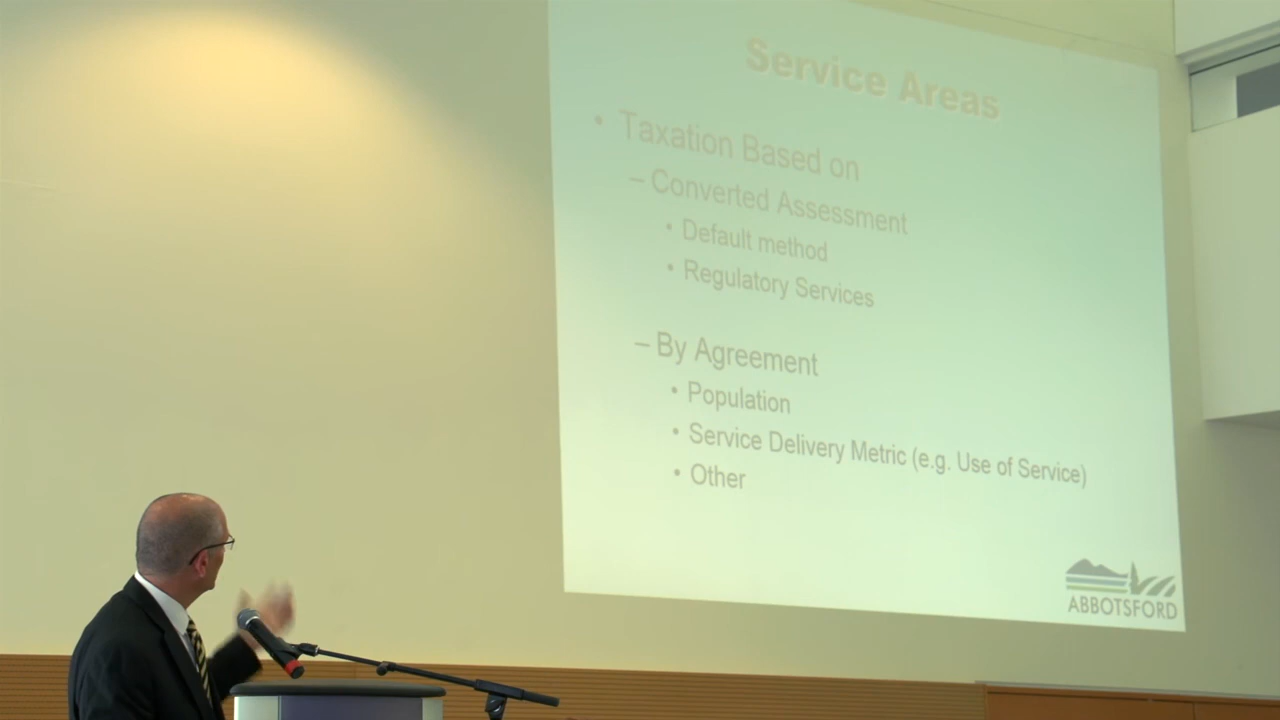 Service Areas
• Taxation Based on
– Converted Assessment
• Default method
• Regulatory Services
– By Agreement
• Population
• Service Delivery Metric (e.g. Use of Service)
• Other
ABBOTSFORD